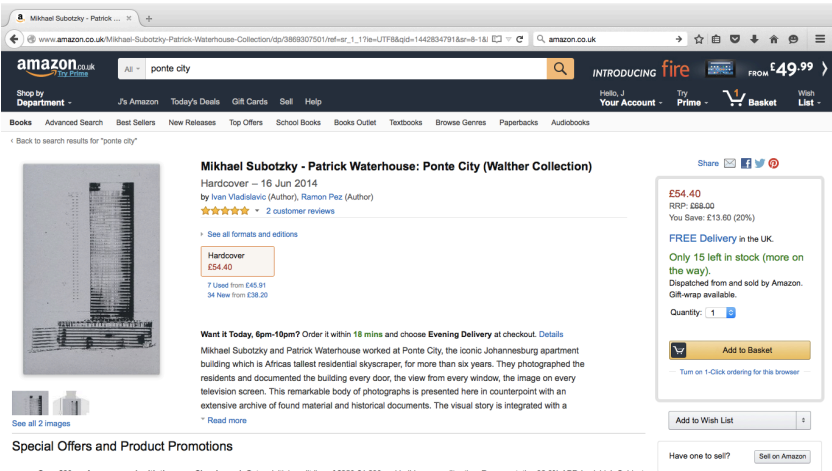 Mikhael Subotzky - Patrick ...
www.amazon.co.uk/Mikhael-Subotzky-Patrick-Waterhouse-Collection/dp/3869307501/ref=sr_1_1?ie=UTF8&qid=1442834791&sr=8-1&l
amazon.co.uk
amazon.co.uk
Try Prime
All
ponte city
INTRODUCING fire FROM £49.99
Shop by
Department
J's Amazon Today's Deals Gift Cards Sell Help
Hello, J
Your Account
Try
Prime
1
Basket
Wish
List
Books Advanced Search Best Sellers New Releases Top Offers School Books Books Outlet Textbooks Browse Genres Paperbacks Audiobooks
‹ Back to search results for "ponte city"
Mikhael Subotzky - Patrick Waterhouse: Ponte City (Walther Collection)
Hardcover – 16 Jun 2014
by Ivan Vladislavic (Author), Ramon Pez (Author)
2 customer reviews
› See all formats and editions
Hardcover
£54.40
7 Used from £45.91
34 New from £38.20
Want it Today, 6pm-10pm? Order it within 18 mins and choose Evening Delivery at checkout. Details
Mikhael Subotzky and Patrick Waterhouse worked at Ponte City, the iconic Johannesburg apartment
building which is Africas tallest residential skyscraper, for more than six years. They photographed the
residents and documented the building every door, the view from every window, the image on every
television screen. This remarkable body of photographs is presented here in counterpoint with an
extensive archive of found material and historical documents. The visual story is integrated with a
Read more
See all 2 images
Share
£54.40
RRP: £68.00
You Save: £13.60 (20%)
FREE Delivery in the UK.
Only 15 left in stock (more on
the way).
Dispatched from and sold by Amazon.
Gift-wrap available.
Quantity: 1
Add to Basket
Turn on 1-Click ordering for this browser
Add to Wish List
Have one to sell?
Sell on Amazon
Special Offers and Product Promotions